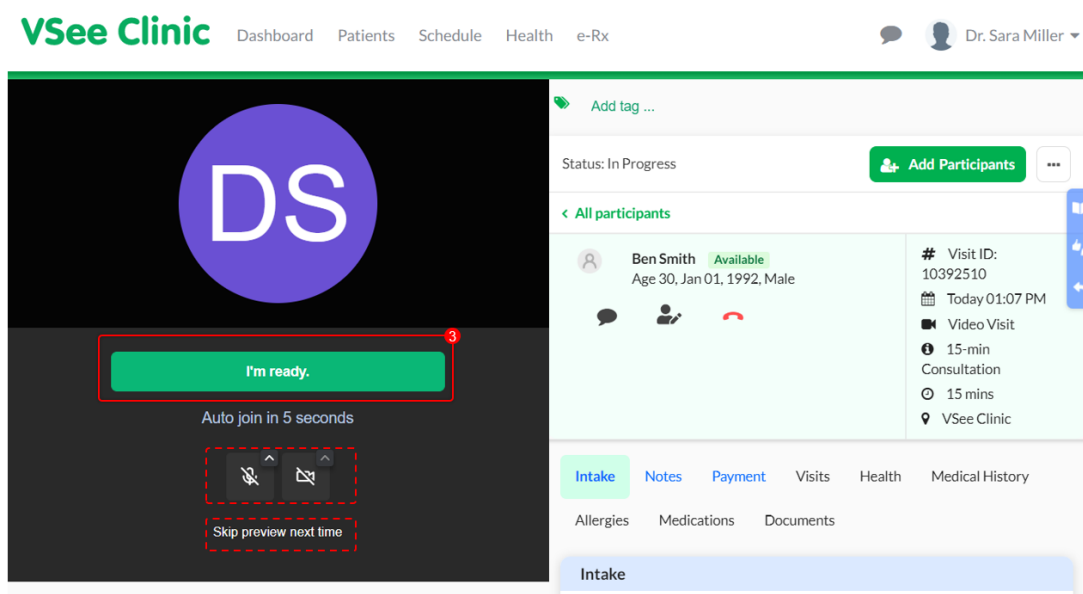 VSee Clinic Dashboard Patients Schedule Health e-Rx Dr. Sara Miller
DS
3
I'm ready.
Auto join in 5 seconds
Skip preview next time
Add tag ...
Status: In Progress Add Participants
All participants
Ben Smith Available
Age 30, Jan 01, 1992, Male
# Visit ID:
10392510
Today 01:07 PM
Video Visit
15-min
Consultation
15 mins
VSee Clinic
Intake Notes Payment Visits Health Medical History
Allergies Medications Documents
Intake